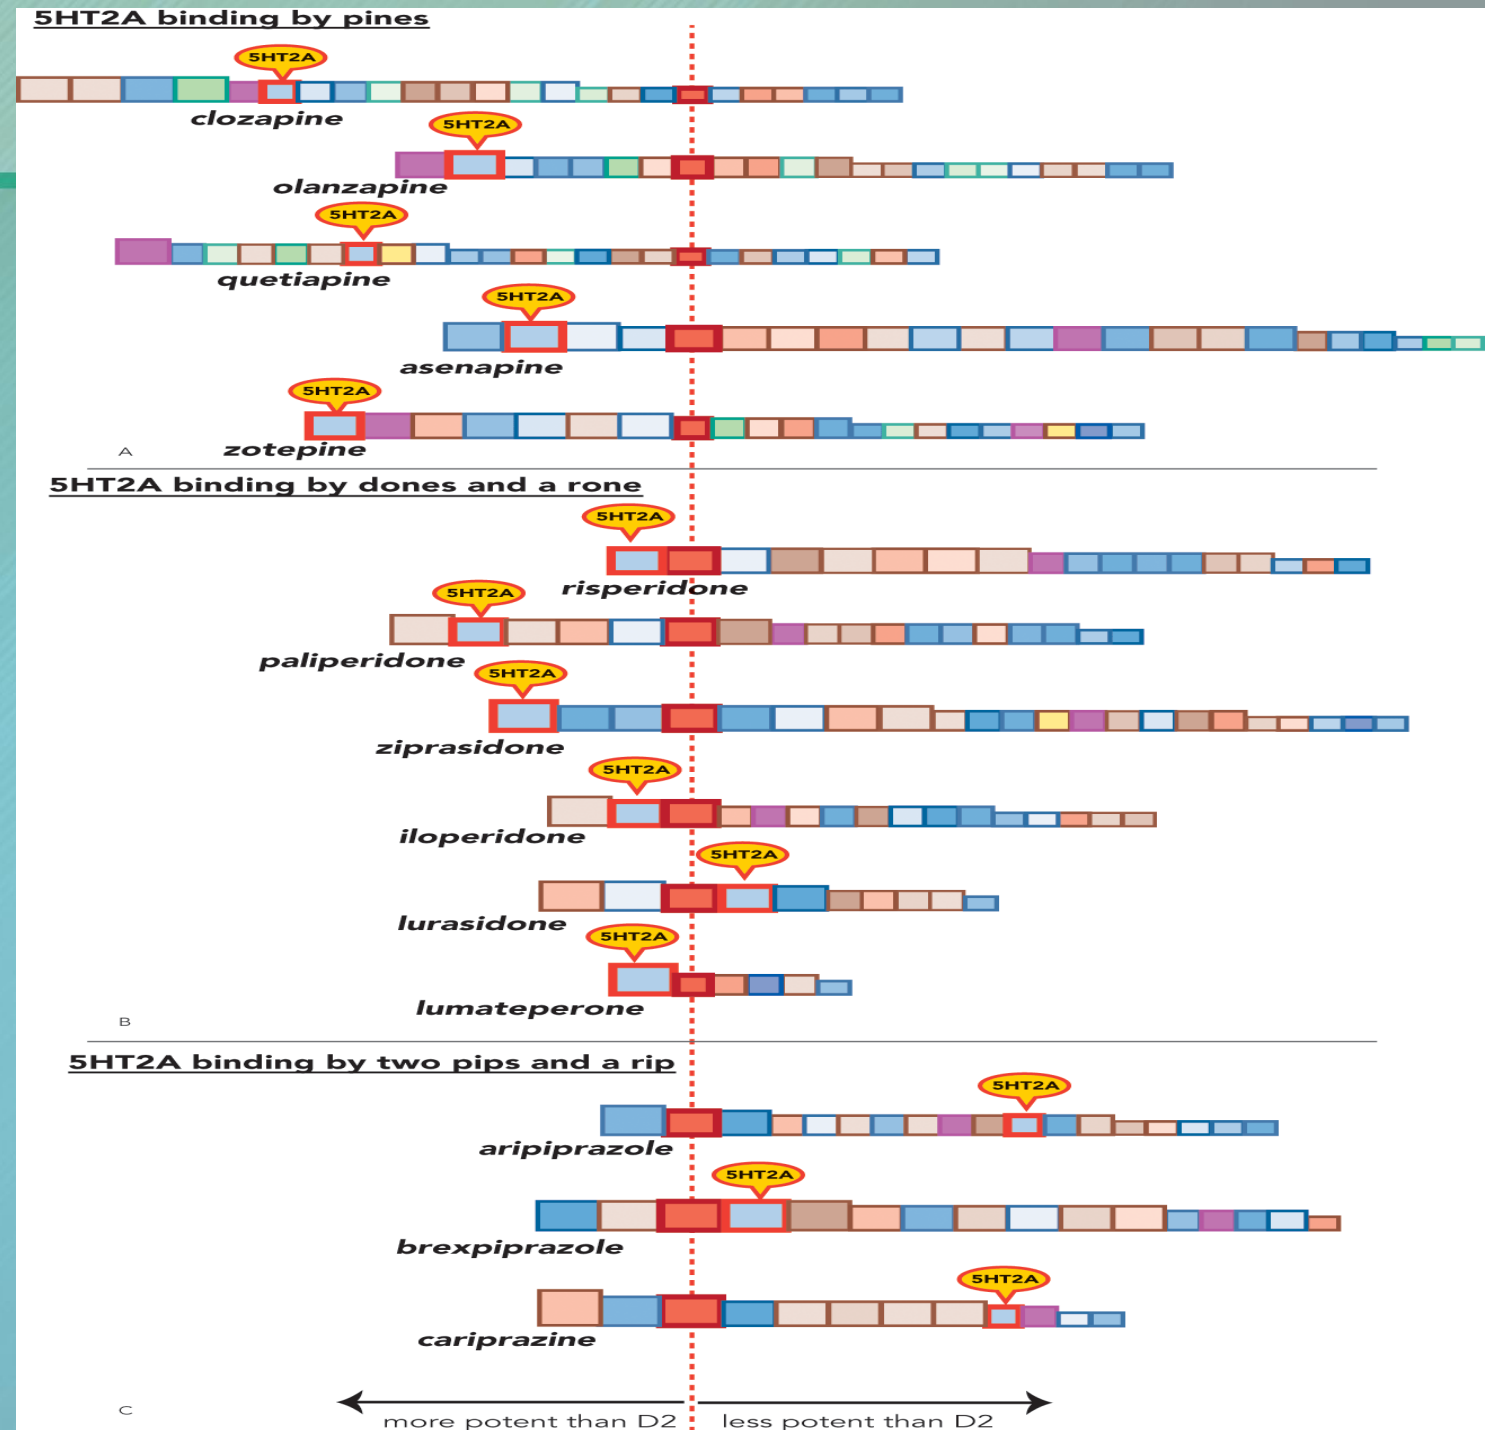 5HT2A binding by pines
5HT2A
clozapine
5HT2A
olanzapine
5HT2A
quetiapine
5HT2A
asenapine
5HT2A
zotepine
A
5HT2A binding by dones and a rone
5HT2A
risperidone
5HT2A
paliperidone
5HT2A
ziprasidone
5HT2A
iloperidone
5HT2A
lurasidone
5HT2A
lumateperone
B
5HT2A binding by two pips and a rip
5HT2A
aripiprazole
5HT2A
brexpiprazole
5HT2A
cariprazine
C
more potent than D2
less potent than D2